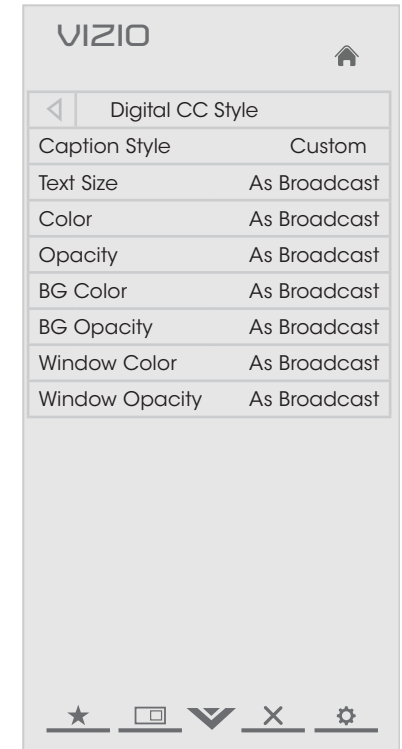 VIZIO
Digital CC Style
Caption Style Custom
Text Size As Broadcast
Color As Broadcast
Opacity As Broadcast
BG Color As Broadcast
BG Opacity As Broadcast
Window Color As Broadcast
Window Opacity As Broadcast